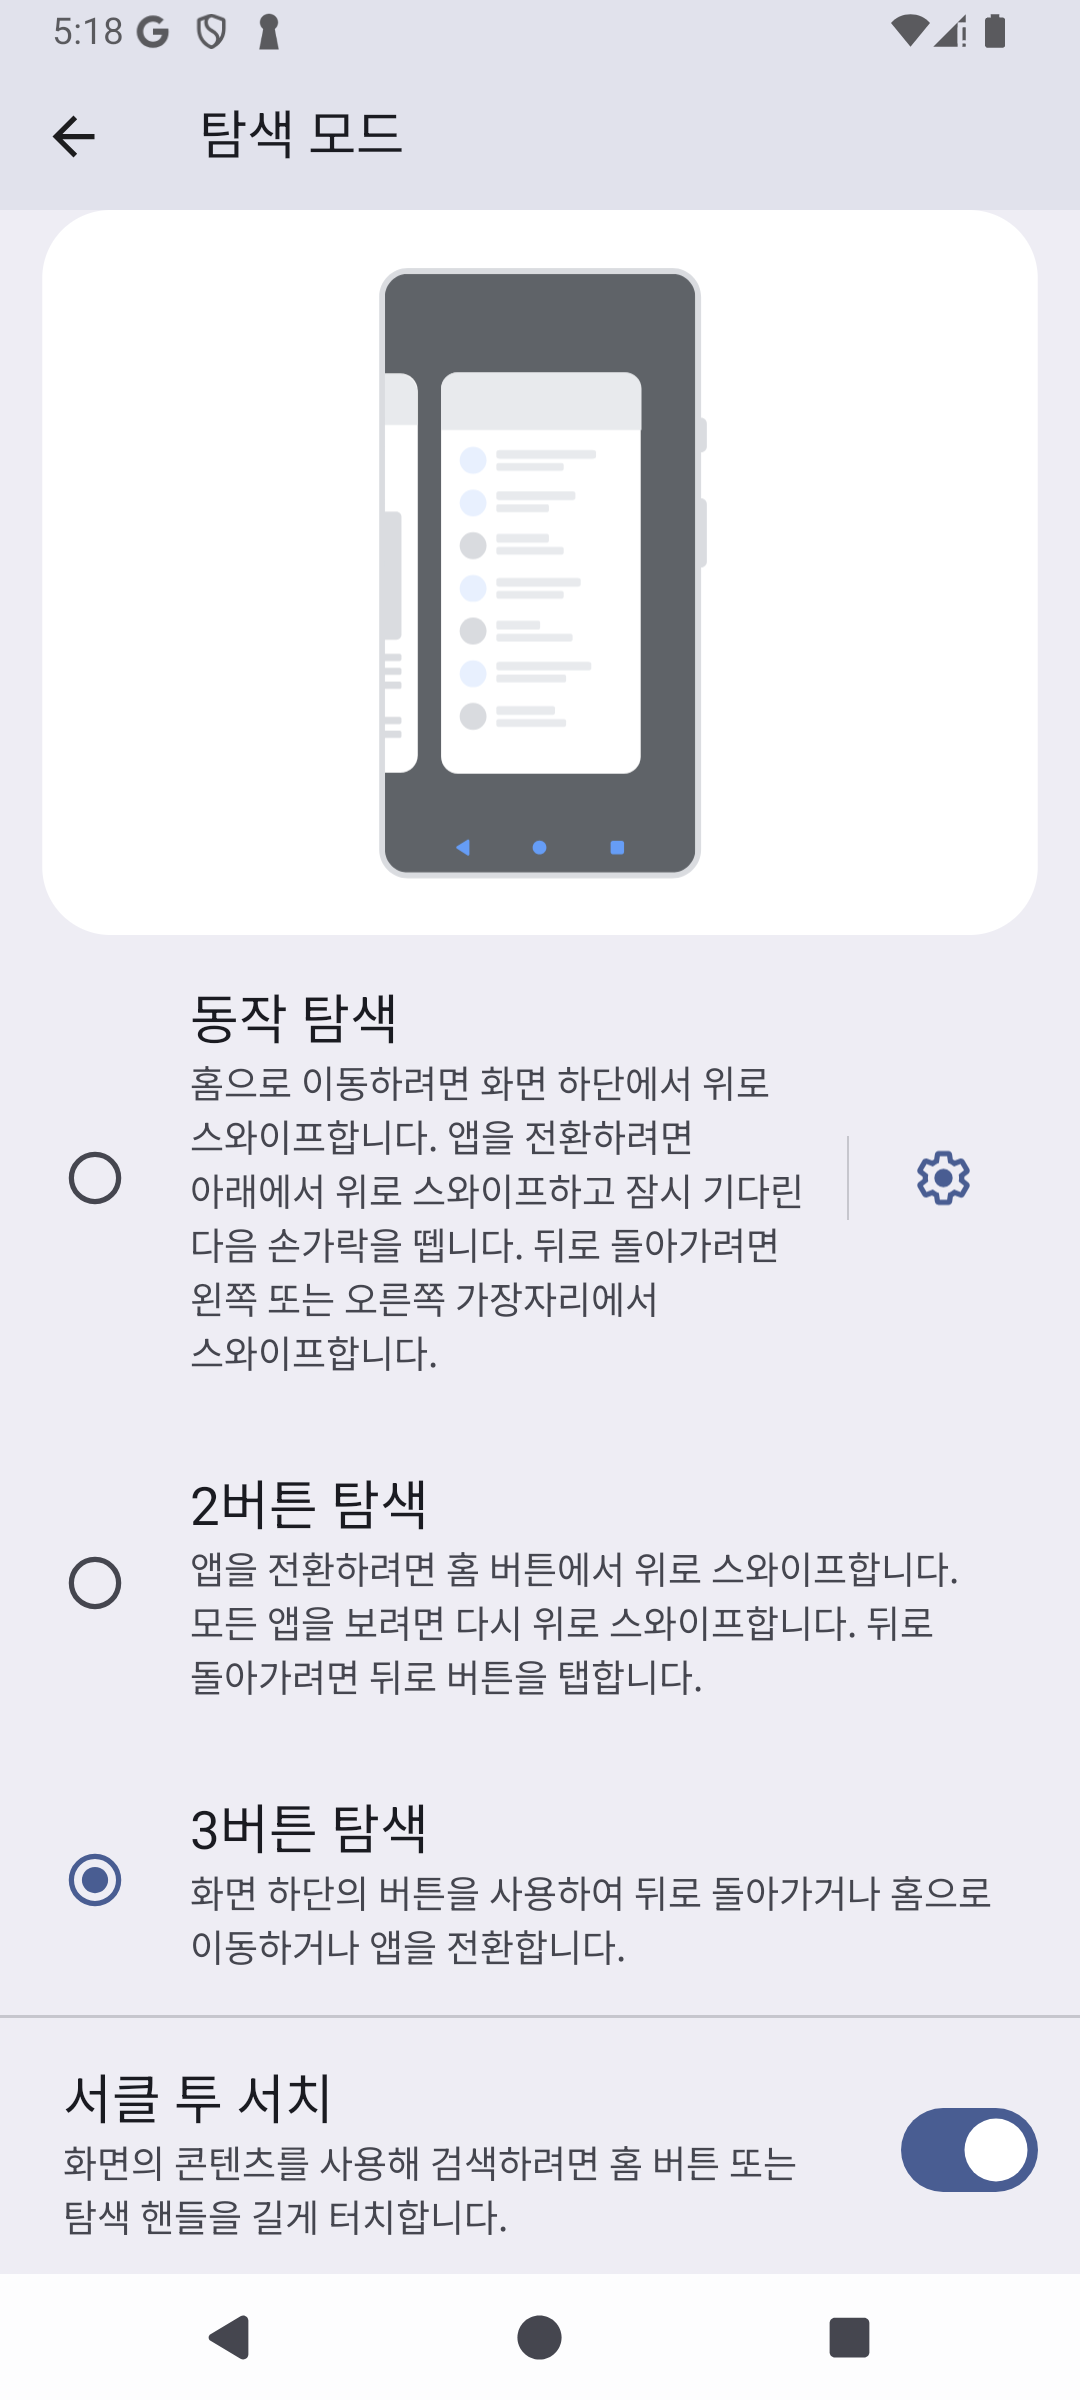 5:18
탐색 모드
동작 탐색
홈으로 이동하려면 화면 하단에서 위로
스와이프합니다. 앱을 전환하려면
아래에서 위로 스와이프하고 잠시 기다린
다음 손가락을 뗍니다. 뒤로 돌아가려면
왼쪽 또는 오른쪽 가장자리에서
스와이프합니다.
2버튼 탐색
앱을 전환하려면 홈 버튼에서 위로 스와이프합니다.
모든 앱을 보려면 다시 위로 스와이프합니다. 뒤로
돌아가려면 뒤로 버튼을 탭합니다.
3버튼 탐색
화면 하단의 버튼을 사용하여 뒤로 돌아가거나 홈으로
이동하거나 앱을 전환합니다.
서클 투 서치
화면의 콘텐츠를 사용해 검색하려면 홈 버튼 또는
탐색 핸들을 길게 터치합니다.